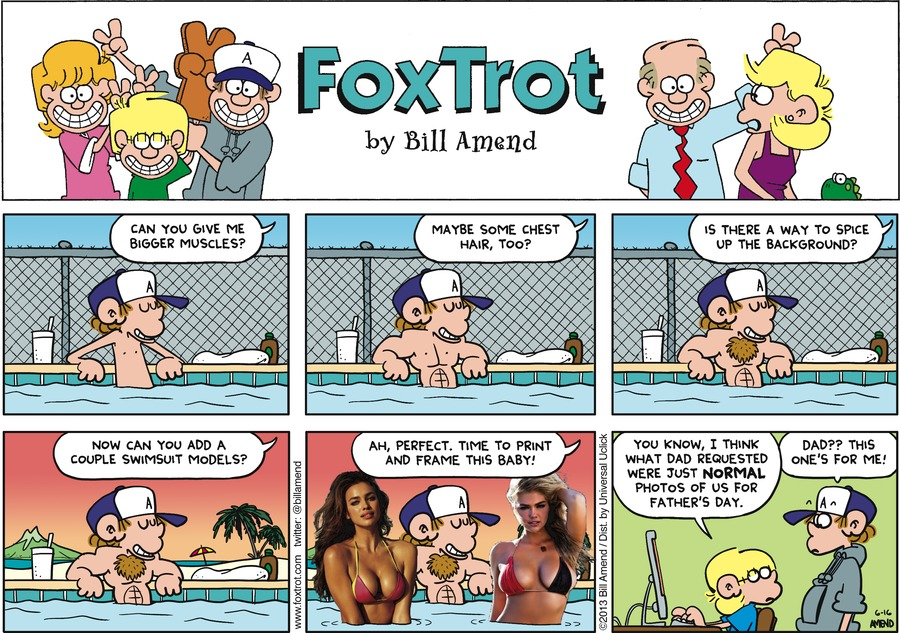 FoxTrot
by Bill Amend
A
CAN YOU GIVE ME
BIGGER MUSCLES?
A
MAYBE SOME CHEST
HAIR, TOO?
A
IS THERE A WAY TO SPICE
UP THE BACKGROUND?
A
NOW CAN YOU ADD A
COUPLE SWIMSUIT MODELS?
A
www.foxtrot.com twitter: @billamend
AH, PERFECT. TIME TO PRINT
AND FRAME THIS BABY!
A
©2013 Bill Amend / Dist. by Universal Uclick
YOU KNOW, I THINK
WHAT DAD REQUESTED
WERE JUST NORMAL
PHOTOS OF US FOR
FATHER'S DAY.
DAD?? THIS
ONE'S FOR ME!
A
6-16
AMEND